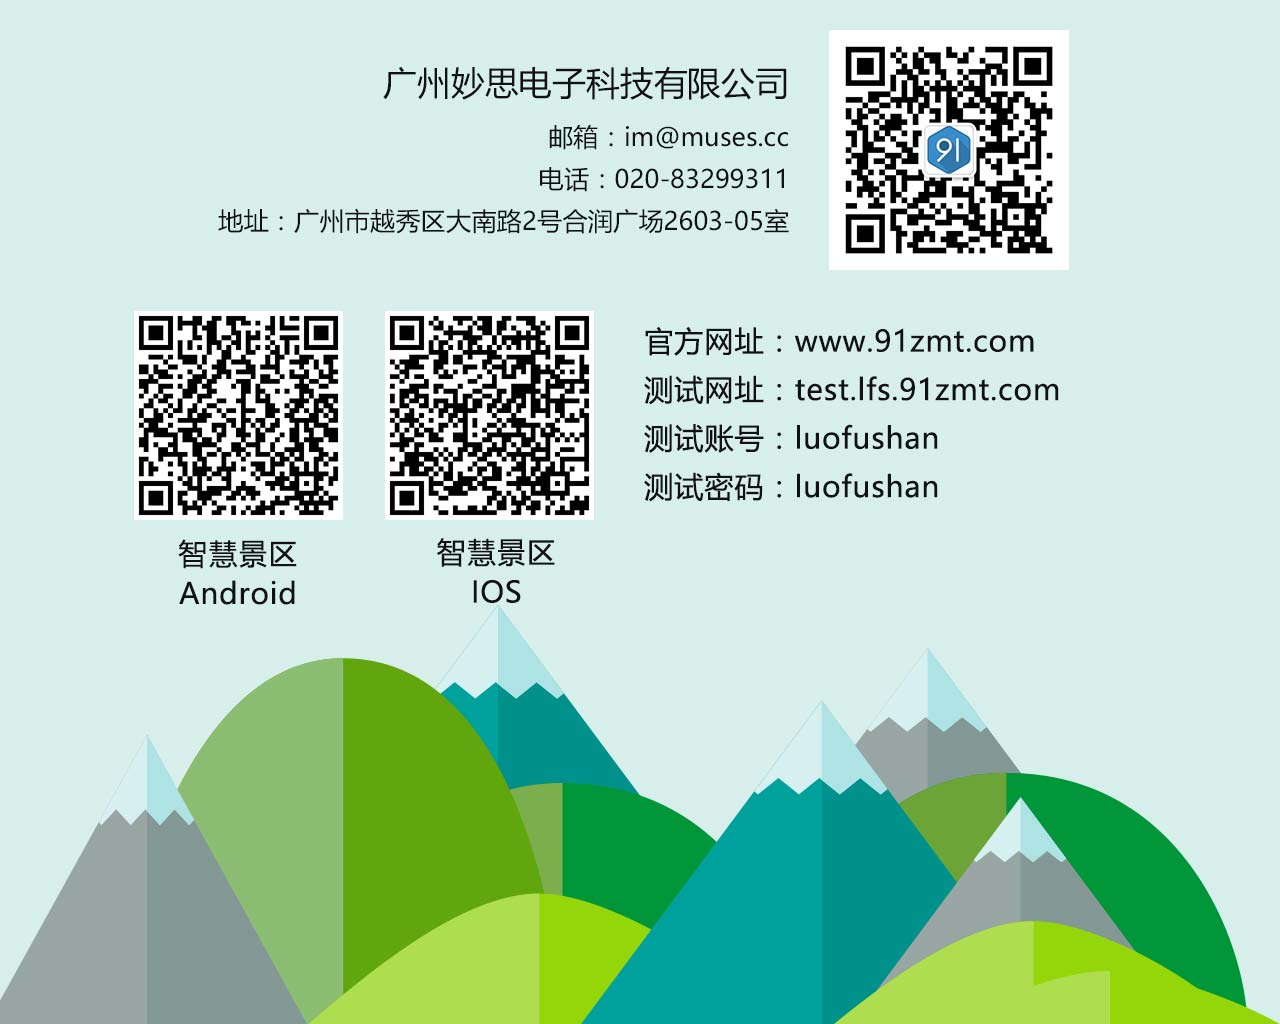 广州妙思电子科技有限公司
邮箱：im@muses.cc
电话：020-83299311
地址：广州市越秀区大南路2号合润广场2603-05室
91
官方网址：www.91zmt.com
测试网址：test.lfs.91zmt.com
测试账号：luofushan
测试密码：luofushan
智慧景区
Android
智慧景区
IOS